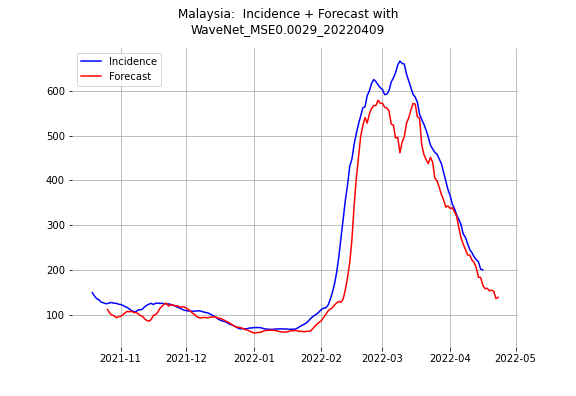 Malaysia:  Incidence + Forecast with
WaveNet_MSE0.0029_20220409
Incidence
Forecast
600
500
400
300
200
100
2021-11 2021-12 2022-01 2022-02 2022-03 2022-04 2022-05